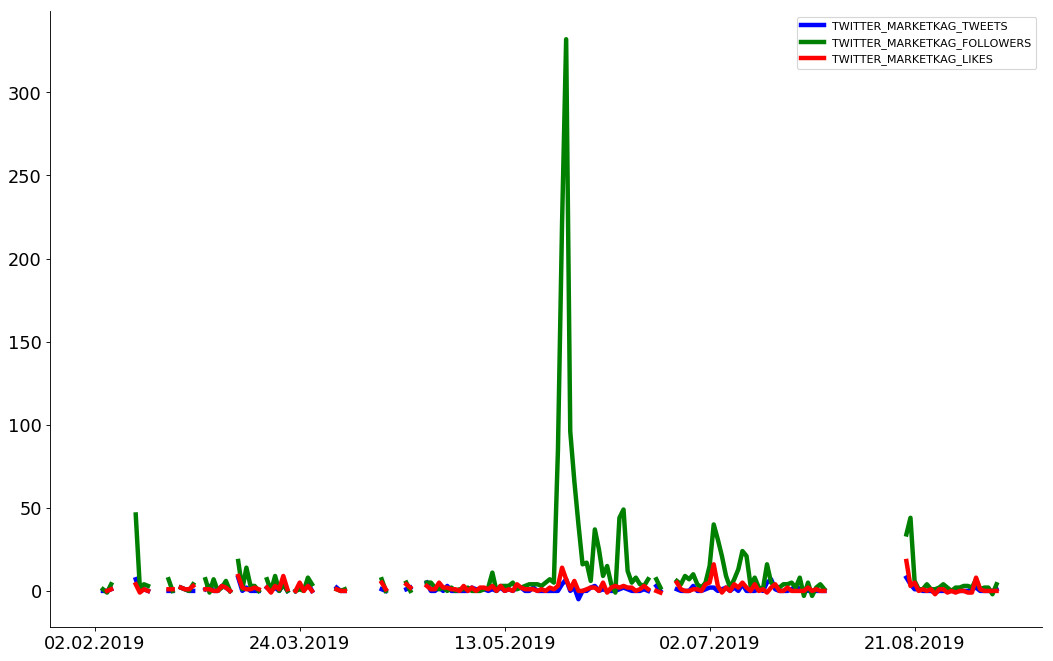 TWITTER_MARKETKAG_TWEETS
TWITTER_MARKETKAG_FOLLOWERS
TWITTER_MARKETKAG_LIKES
300
250
200
150
100
50
0
02.02.2019 24.03.2019 13.05.2019 02.07.2019 21.08.2019